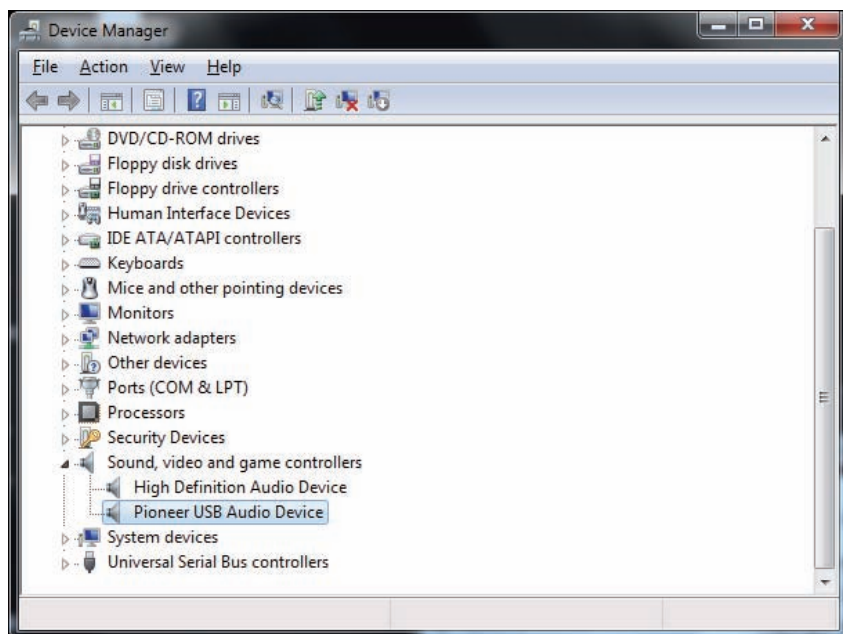 Device Manager
File Action View Help
DVD/CD-ROM drives
Floppy disk drives
Floppy drive controllers
Human Interface Devices
IDE ATA/ATAPI controllers
Keyboards
Mice and other pointing devices
Monitors
Network adapters
Other devices
Ports (COM & LPT)
Processors
Security Devices
Sound, video and game controllers
High Definition Audio Device
Pioneer USB Audio Device
System devices
Universal Serial Bus controllers